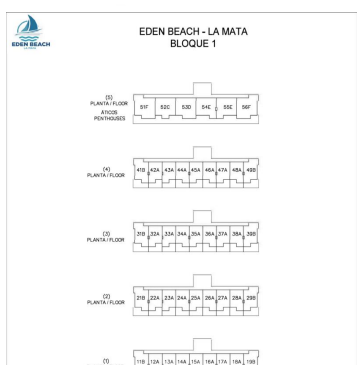 EDEN BEACH - LA MATA
BLOQUE 1
EDEN BEACH
(5)
PLANTA / FLOOR
ÁTICOS
PENTHOUSES
51F 52C 53D 54E 55E 56F
(4)
PLANTA / FLOOR
41B 42A 43A 44A 45A 46A 47A 48A 49B
(3)
PLANTA / FLOOR
31B 32A 33A 34A 35A 36A 37A 38A 39B
(2)
PLANTA / FLOOR
21B 22A 23A 24A 25A 26A 27A 28A 29B
(1)
PLANTA / FLOOR
11B 12A 13A 14A 15A 16A 17A 18A 19B